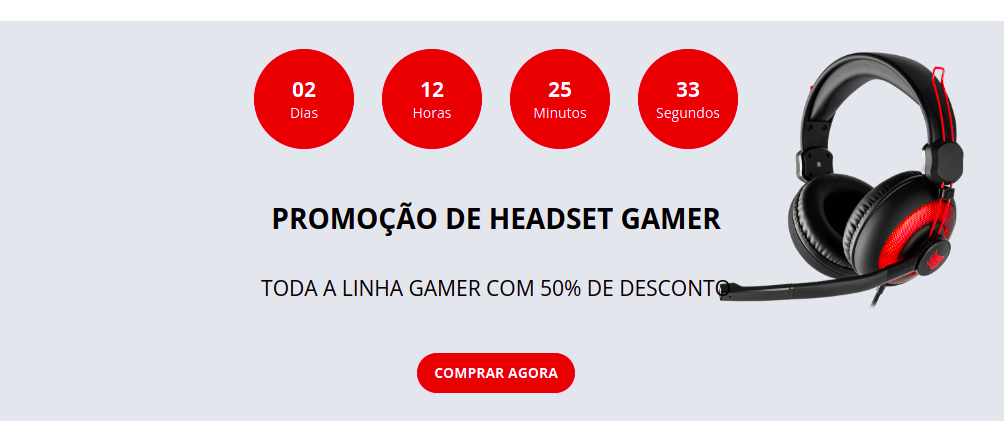 02 12 25 33
Dias Horas Minutos Segundos
R
PROMOÇÃO DE HEADSET GAMER
TODA A LINHA GAMER COM 50% DE DESCONTO
COMPRAR AGORA